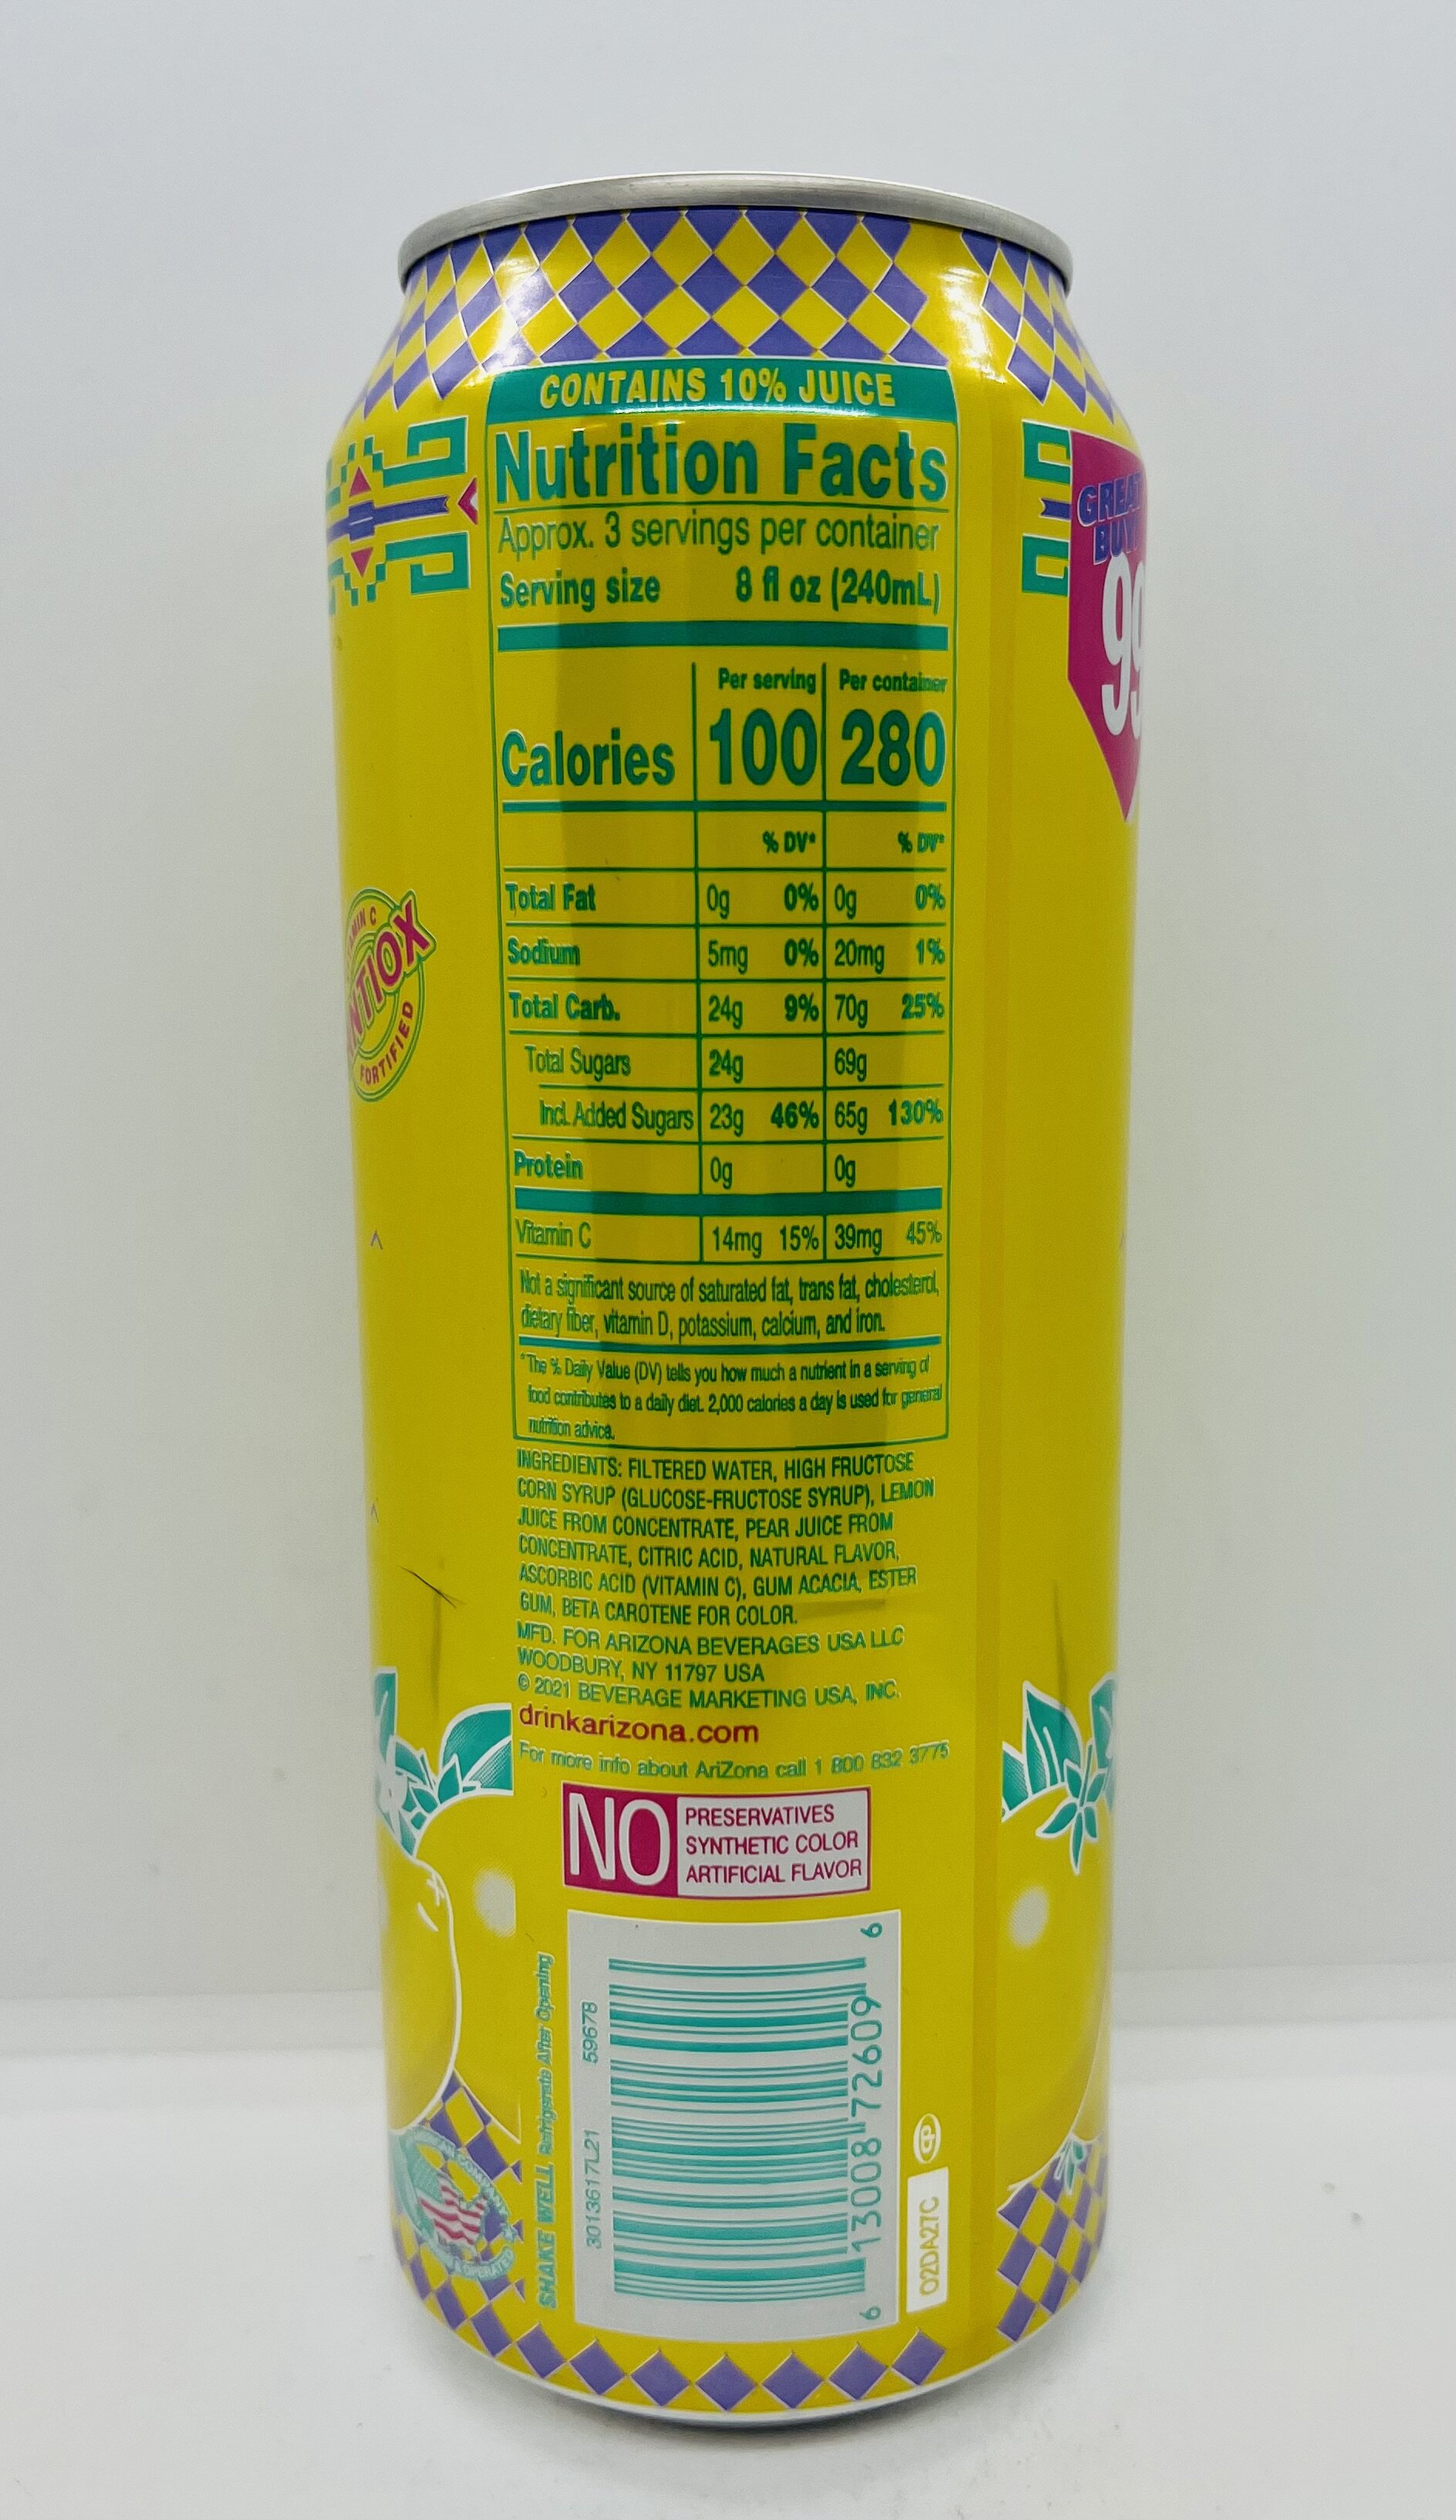 CONTAINS 10% JUICE
Nutrition Facts
Approx. 3 servings per container
Serving size 8 fl oz (240mL)
Per serving Per container
Calories 100 280
% DV* % DV*
Total Fat 0g 0% 0g 0%
Sodium 5mg 0% 20mg 1%
Total Carb. 24g 9% 70g 25%
Total Sugars 24g 69g
Incl. Added Sugars 23g 46% 65g 130%
Protein 0g 0g
Vitamin C 14mg 15% 39mg 45%
Not a significant source of saturated fat, trans fat, cholesterol,
dietary fiber, vitamin D, potassium, calcium, and iron.
*The % Daily Value (DV) tells you how much a nutrient in a serving of
food contributes to a daily diet. 2,000 calories a day is used for general
nutrition advice.
INGREDIENTS: FILTERED WATER, HIGH FRUCTOSE
CORN SYRUP (GLUCOSE-FRUCTOSE SYRUP), LEMON
JUICE FROM CONCENTRATE, PEAR JUICE FROM
CONCENTRATE, CITRIC ACID, NATURAL FLAVOR,
ASCORBIC ACID (VITAMIN C), GUM ACACIA, ESTER
GUM, BETA CAROTENE FOR COLOR.
MFD. FOR ARIZONA BEVERAGES USA LLC
WOODBURY, NY 11797 USA
© 2021 BEVERAGE MARKETING USA, INC.
drinkarizona.com
For more info about AriZona call 1 800 832 3775
NO
PRESERVATIVES
SYNTHETIC COLOR
ARTIFICIAL FLAVOR
SHAKE WELL Refrigerate After Opening
3013617L21 59678
6 13008 72609 6
02DA27C
CP
GREAT
BUY
99
C
FORTIFIED
OPERATED